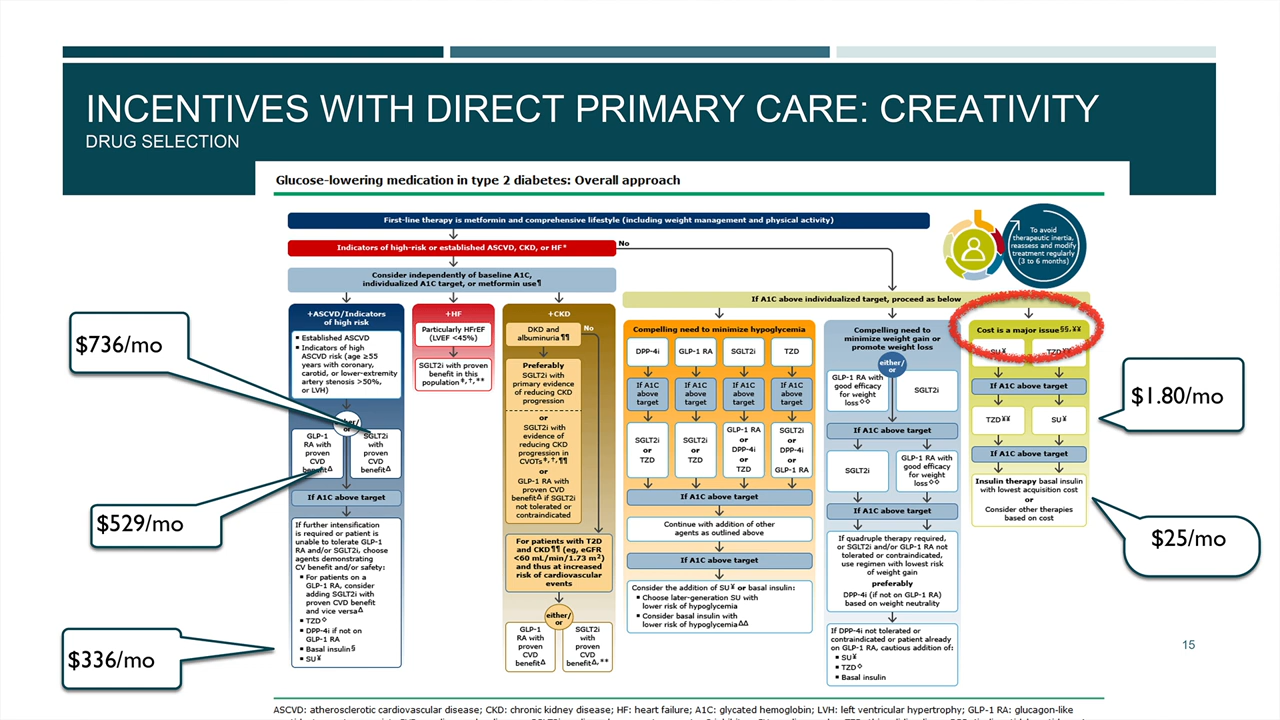 INCENTIVES WITH DIRECT PRIMARY CARE: CREATIVITY
DRUG SELECTION
Glucose-lowering medication in type 2 diabetes: Overall approach
First-line therapy is metformin and comprehensive lifestyle (including weight management and physical activity)
Indicators of high-risk or established ASCVD, CKD, or HF*
No
To avoid
therapeutic inertia,
reassess and modify
treatment regularly
(3 to 6 months)
Consider independently of baseline A1C,
individualized A1C target, or metformin use¶
If A1C above individualized target, proceed as below
+ASCVD/Indicators
of high risk
▪ Established ASCVD
▪ Indicators of high
ASCVD risk (age ≥55
years with coronary,
carotid, or lower-extremity
artery stenosis >50%,
or LVH)
either/
or
GLP-1
RA with
proven
CVD
benefitΔ
SGLT2i
with
proven
CVD
benefitΔ
If A1C above target
If further intensification
is required or patient is
unable to tolerate GLP-1
RA and/or SGLT2i, choose
agents demonstrating
CV benefit and/or safety:
▪ For patients on a
GLP-1 RA, consider
adding SGLT2i with
proven CVD benefit
and vice versaΔ
▪ TZD◇
▪ DPP-4i if not on
GLP-1 RA
▪ Basal insulin§
▪ SU¥
+HF
Particularly HFrEF
(LVEF <45%)
SGLT2i with proven
benefit in this
population‡,†,**
+CKD
DKD and
albuminuria¶¶
No
Preferably
SGLT2i with
primary evidence
of reducing CKD
progression
or
SGLT2i with
evidence of
reducing CKD
progression in
CVOTs‡,†,¶¶
or
GLP-1 RA with
proven CVD
benefitΔ if SGLT2i
not tolerated or
contraindicated
For patients with T2D
and CKD¶¶ (eg, eGFR
<60 mL/min/1.73 m²)
and thus at increased
risk of cardiovascular
events
either/
or
GLP-1
RA with
proven
CVD
benefitΔ
SGLT2i
with
proven
CVD
benefitΔ,**
Compelling need to minimize hypoglycemia
DPP-4i
GLP-1 RA
SGLT2i
TZD
If A1C
above
target
If A1C
above
target
If A1C
above
target
If A1C
above
target
SGLT2i
or
TZD
SGLT2i
or
TZD
GLP-1 RA
or
DPP-4i
or
TZD
SGLT2i
or
DPP-4i
or
GLP-1 RA
If A1C above target
Continue with addition of other
agents as outlined above
If A1C above target
Consider the addition of SU¥ or basal insulin:
▪ Choose later-generation SU with
lower risk of hypoglycemia
▪ Consider basal insulin with
lower risk of hypoglycemiaΔΔ
Compelling need to
minimize weight gain or
promote weight loss
either/
or
GLP-1 RA with
good efficacy
for weight
loss◇◇
SGLT2i
If A1C above target
SGLT2i
GLP-1 RA with
good efficacy
for weight
loss◇◇
If A1C above target
If quadruple therapy required,
or SGLT2i and/or GLP-1 RA not
tolerated or contraindicated,
use regimen with lowest risk
of weight gain
preferably
DPP-4i (if not on GLP-1 RA)
based on weight neutrality
If DPP-4i not tolerated or
contraindicated or patient already
on GLP-1 RA, cautious addition of:
▪ SU¥
▪ TZD◇
▪ Basal insulin
Cost is a major issue§§,¥¥
SU¥
TZD¥¥
If A1C above target
TZD¥¥
SU¥
If A1C above target
Insulin therapy basal insulin
with lowest acquisition cost
or
Consider other therapies
based on cost
$736/mo
$529/mo
$336/mo
$1.80/mo
$25/mo
15
ASCVD: atherosclerotic cardiovascular disease; CKD: chronic kidney disease; HF: heart failure; A1C: glycated hemoglobin; LVH: left ventricular hypertrophy; GLP-1 RA: glucagon-like